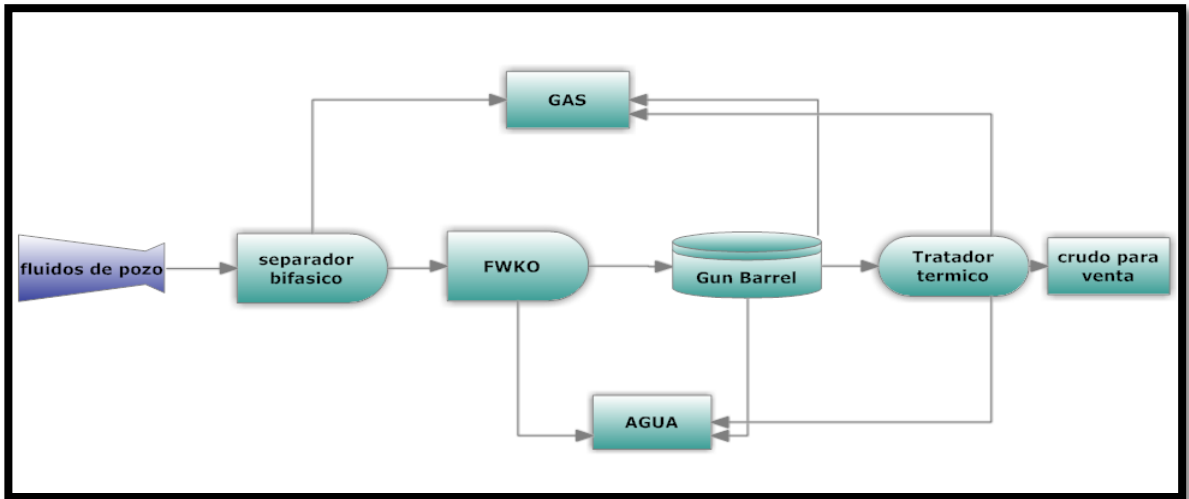 GAS
fluidos de pozo
separador
bifasico
FWKO
Gun Barrel
Tratador
termico
crudo para
venta
AGUA